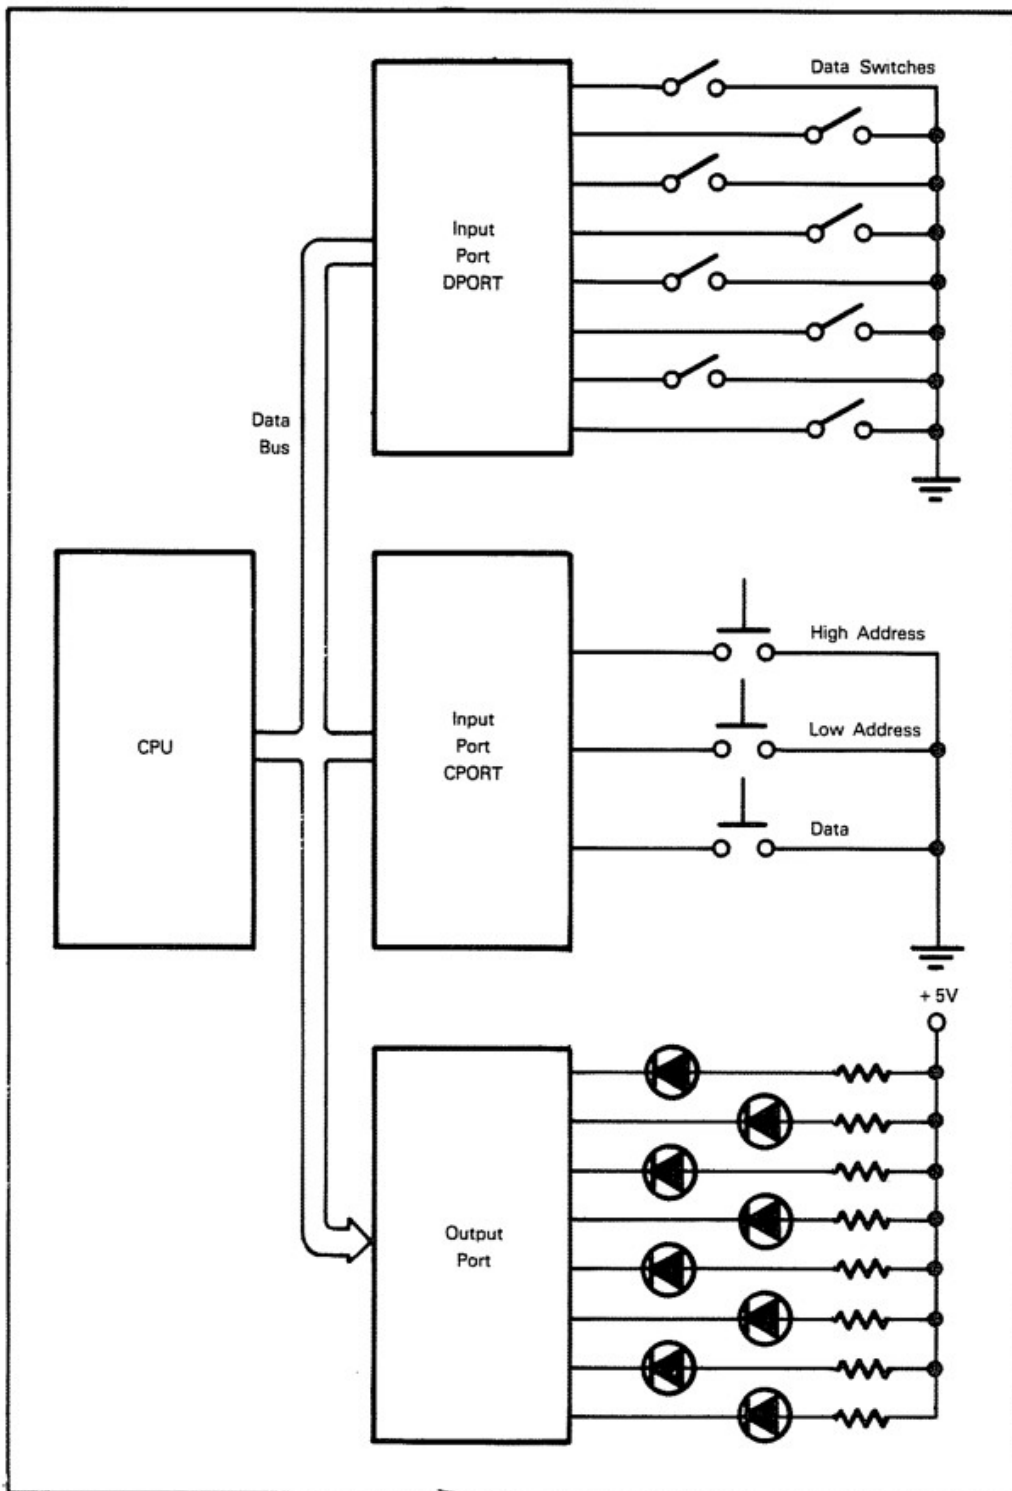 Data Switches
Input
Port
DPORT
Data
Bus
High Address
CPU
Input
Port
CPORT
Low Address
Data
+ 5V
Output
Port